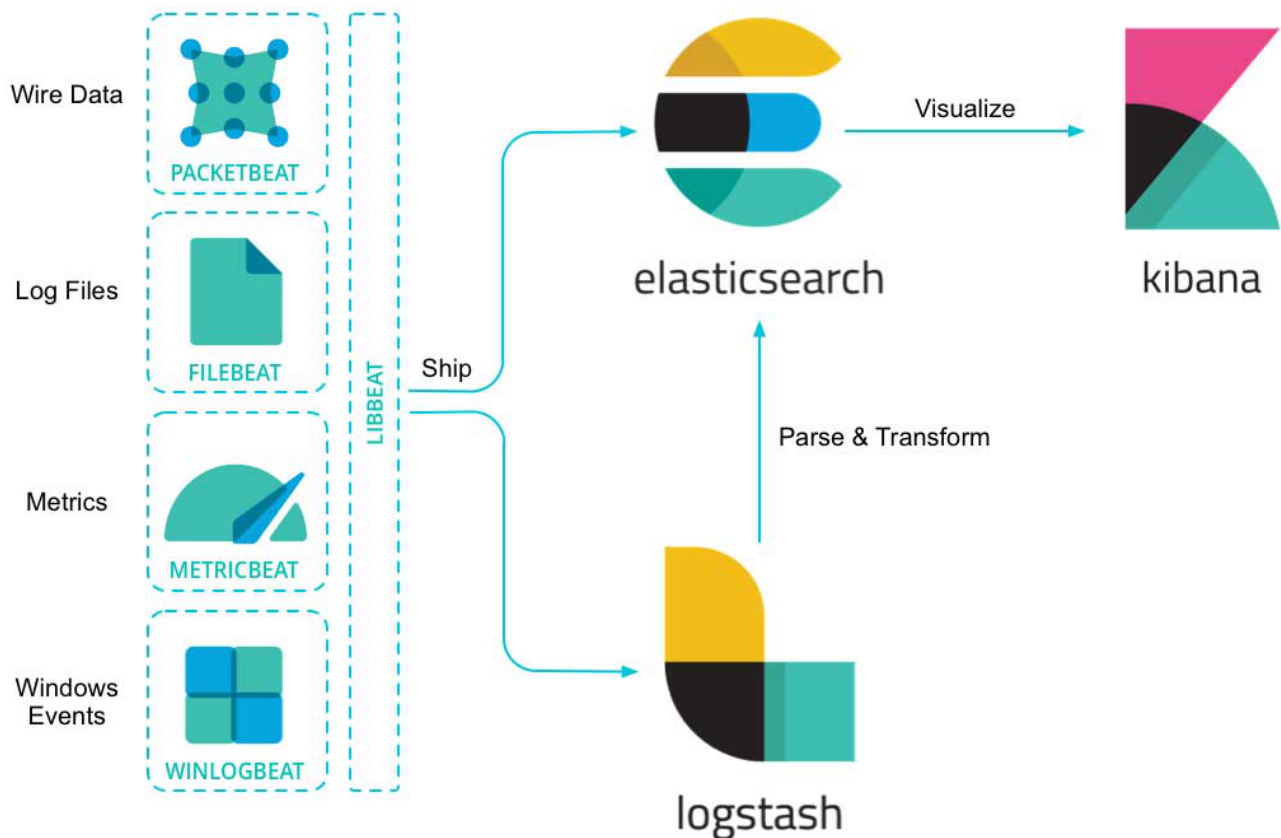 Wire Data
PACKETBEAT
Log Files
FILEBEAT
Metrics
METRICBEAT
Windows
Events
WINLOGBEAT
LIBBEAT
Ship
elasticsearch
Visualize
kibana
Parse & Transform
logstash